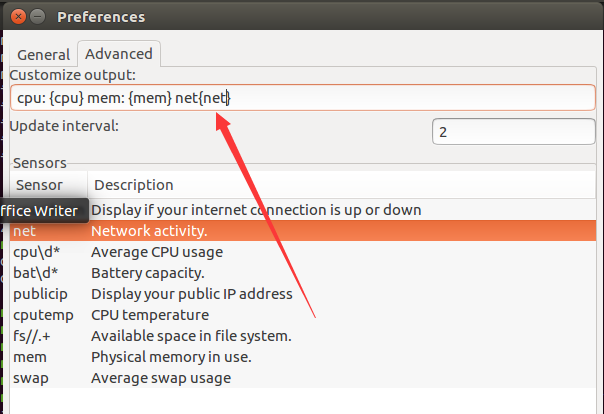 Preferences
General Advanced
Customize output:
cpu: {cpu} mem: {mem} net{net}
Update interval: 2
Sensors
Sensor Description
ffice Writer Display if your internet connection is up or down
net Network activity.
cpu\d* Average CPU usage
bat\d* Battery capacity.
publicip Display your public IP address
cputemp CPU temperature
fs//.+ Available space in file system.
mem Physical memory in use.
swap Average swap usage